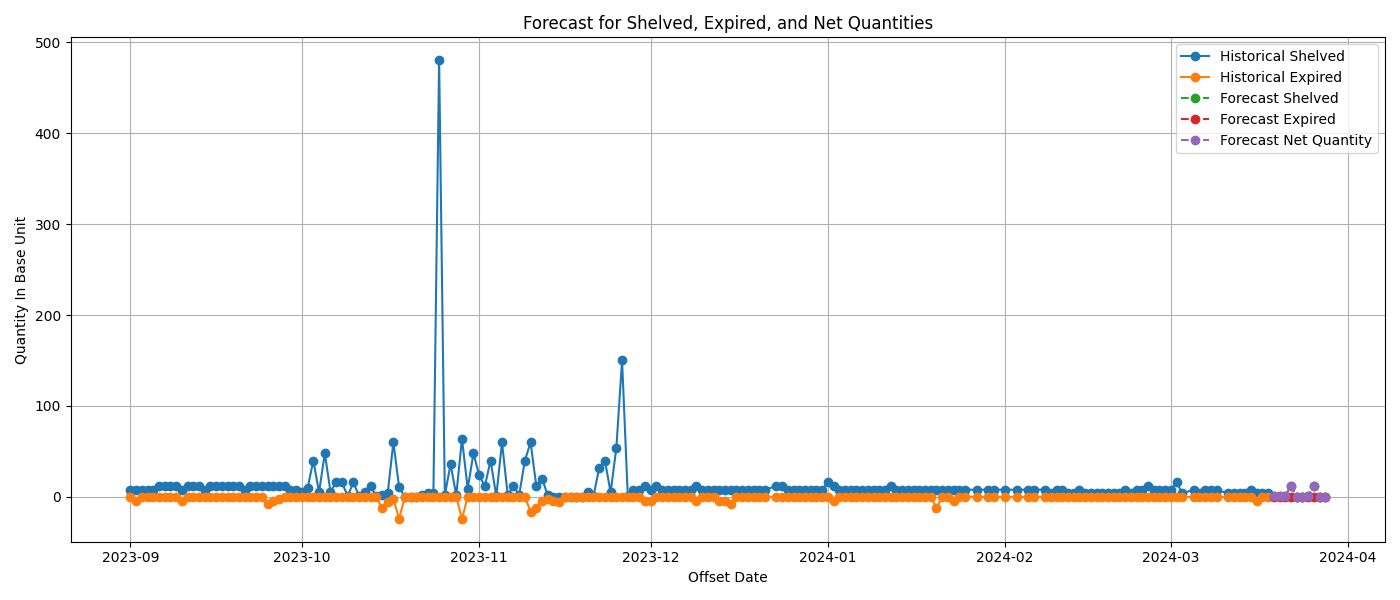 Forecast for Shelved, Expired, and Net Quantities
500
400
300
200
100
0
Quantity In Base Unit
Historical Shelved
Historical Expired
Forecast Shelved
Forecast Expired
Forecast Net Quantity
2023-09
2023-10
2023-11
2023-12
2024-01
2024-02
2024-03
2024-04
Offset Date